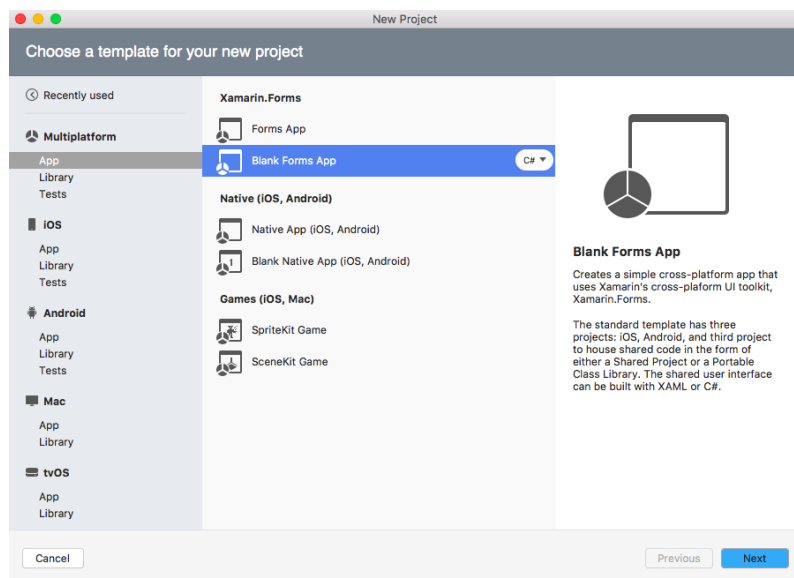 New Project
Choose a template for your new project
Recently used
Multiplatform
App
Library
Tests
iOS
App
Library
Tests
Android
App
Library
Tests
Mac
App
Library
tvOS
App
Library
Xamarin.Forms
Forms App
Blank Forms App
C#
Native (iOS, Android)
Native App (iOS, Android)
1
Blank Native App (iOS, Android)
Games (iOS, Mac)
SpriteKit Game
SceneKit Game
Blank Forms App
Creates a simple cross-platform app that
uses Xamarin's cross-plaform UI toolkit,
Xamarin.Forms.
The standard template has three
projects: iOS, Android, and third project
to house shared code in the form of
either a Shared Project or a Portable
Class Library. The shared user interface
can be built with XAML or C#.
Cancel
Previous
Next